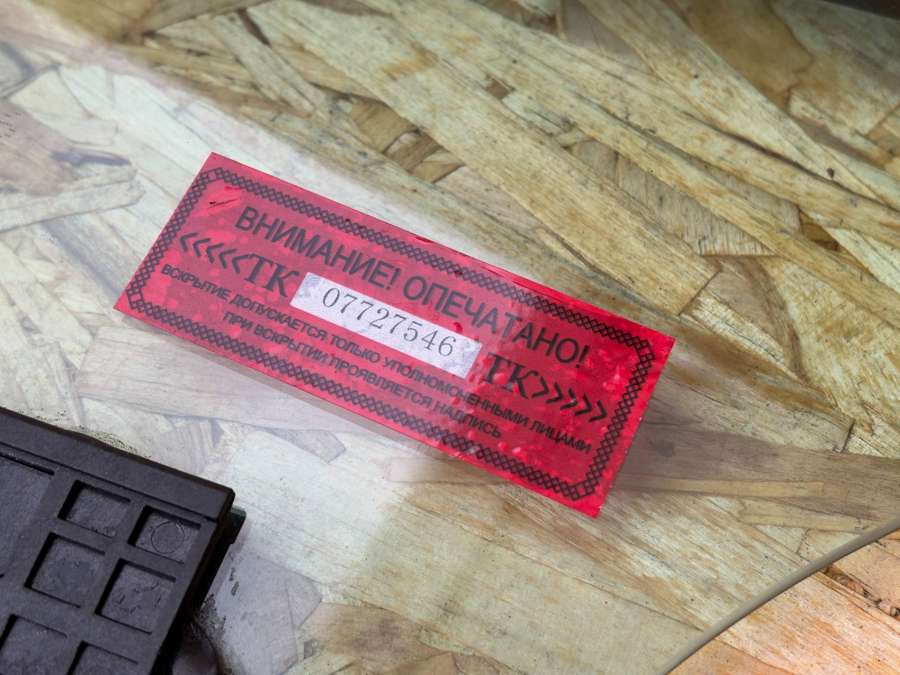 ВНИМАНИЕ! ОПЕЧАТАНО!
<<<<<ТК 07727546 ТК>>>>>
ВСКРЫТИЕ ДОПУСКАЕТСЯ ТОЛЬКО УПОЛНОМОЧЕННЫМИ ЛИЦАМИ
ПРИ ВСКРЫТИИ ПРОЯВЛЯЕТСЯ НАДПИСЬ